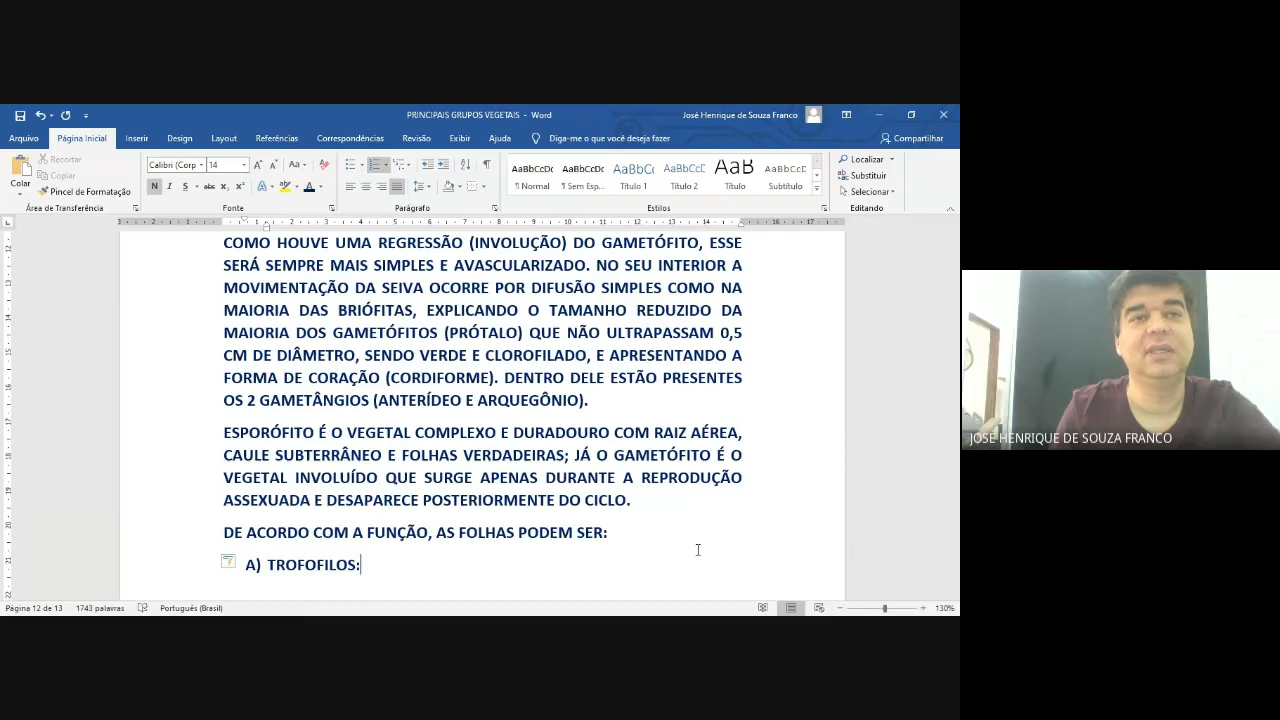 PRINCIPAIS GRUPOS VEGETAIS - Word
José Henrique de Souza Franco
Arquivo
Página Inicial
Inserir
Design
Layout
Referências
Correspondências
Revisão
Exibir
Ajuda
Diga-me o que você deseja fazer
Compartilhar
Colar
Recortar
Copiar
Pincel de Formatação
Área de Transferência
Calibri (Corp
14
Fonte
Parágrafo
AaBbCcDc
¶ Normal
AaBbCcDc
¶ Sem Esp...
AaBbCc
Título 1
AaBbCcD
Título 2
AaB
Título
AaBbCcD
Subtítulo
Estilos
Localizar
Substituir
Selecionar
Editando
COMO HOUVE UMA REGRESSÃO (INVOLUÇÃO) DO GAMETÓFITO, ESSE
SERÁ SEMPRE MAIS SIMPLES E AVASCULARIZADO. NO SEU INTERIOR A
MOVIMENTAÇÃO DA SEIVA OCORRE POR DIFUSÃO SIMPLES COMO NA
MAIORIA DAS BRIÓFITAS, EXPLICANDO O TAMANHO REDUZIDO DA
MAIORIA DOS GAMETÓFITOS (PRÓTALO) QUE NÃO ULTRAPASSAM 0,5
CM DE DIÂMETRO, SENDO VERDE E CLOROFILADO, E APRESENTANDO A
FORMA DE CORAÇÃO (CORDIFORME). DENTRO DELE ESTÃO PRESENTES
OS 2 GAMETÂNGIOS (ANTERÍDEO E ARQUEGÔNIO).
ESPORÓFITO É O VEGETAL COMPLEXO E DURADOURO COM RAIZ AÉREA,
CAULE SUBTERRÂNEO E FOLHAS VERDADEIRAS; JÁ O GAMETÓFITO É O
VEGETAL INVOLUÍDO QUE SURGE APENAS DURANTE A REPRODUÇÃO
ASSEXUADA E DESAPARECE POSTERIORMENTE DO CICLO.
DE ACORDO COM A FUNÇÃO, AS FOLHAS PODEM SER:
A) TROFOFILOS:
Página 12 de 13
1743 palavras
Português (Brasil)
130%
JOSÉ HENRIQUE DE SOUZA FRANCO